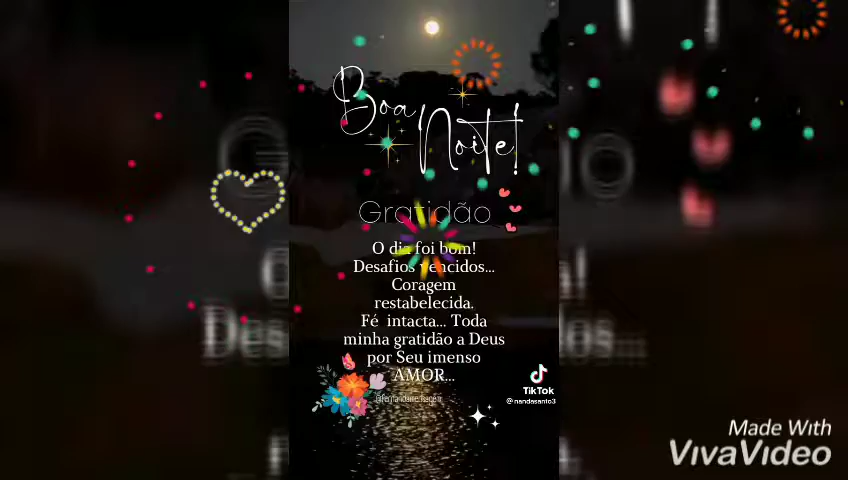 Boa
Noite!
Gratidão
O dia foi bom!
Desafios vencidos...
Coragem
restabelecida.
Fé intacta... Toda
minha gratidão a Deus
por Seu imenso
AMOR...
TikTok
@nandasanto3
Made With
VivaVideo